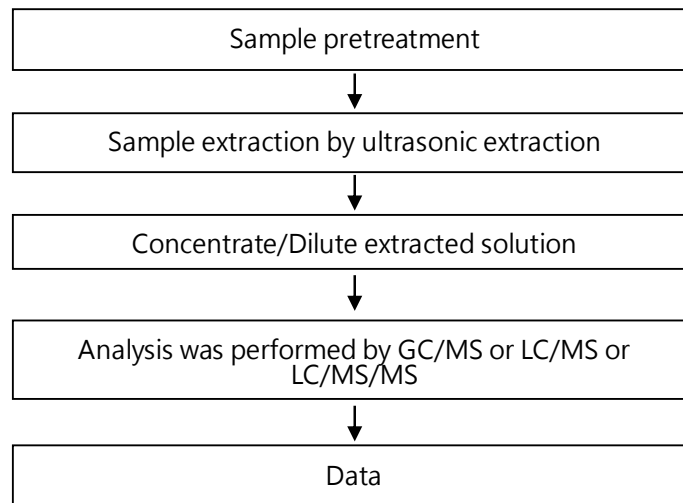 Sample pretreatment
Sample extraction by ultrasonic extraction
Concentrate/Dilute extracted solution
Analysis was performed by GC/MS or LC/MS or
LC/MS/MS
Data